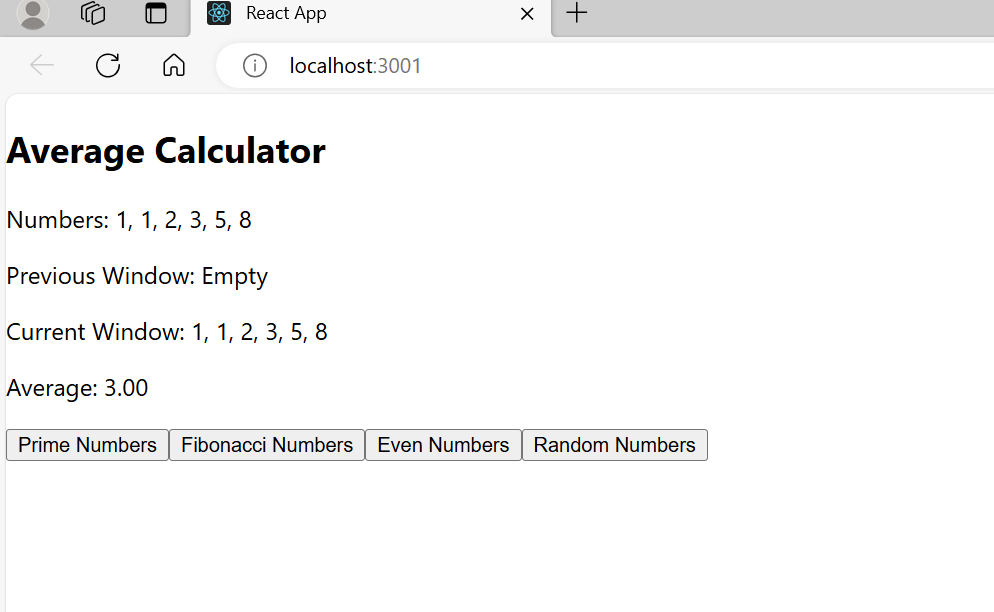 React App
localhost:3001
Average Calculator
Numbers: 1, 1, 2, 3, 5, 8
Previous Window: Empty
Current Window: 1, 1, 2, 3, 5, 8
Average: 3.00
Prime Numbers Fibonacci Numbers Even Numbers Random Numbers